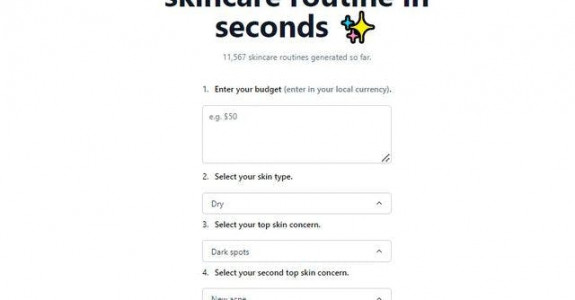 skincare routine in
seconds ✨
11,567 skincare routines generated so far.
1. Enter your budget (enter in your local currency).
e.g. $50
2. Select your skin type.
Dry
3. Select your top skin concern.
Dark spots
4. Select your second top skin concern.
New acne